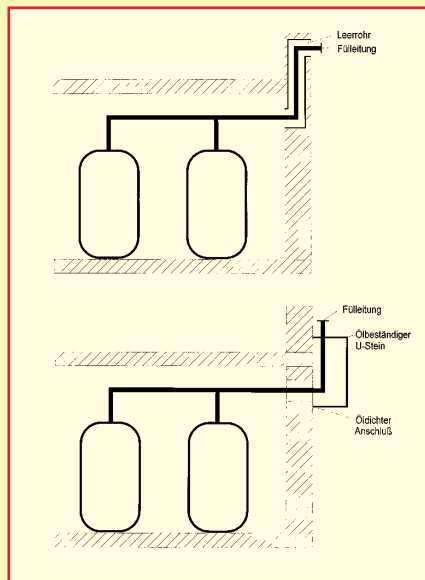 Leerrohr
Fülleitung
Fülleitung
Ölbeständiger
U-Stein
Öldichter
Anschluß